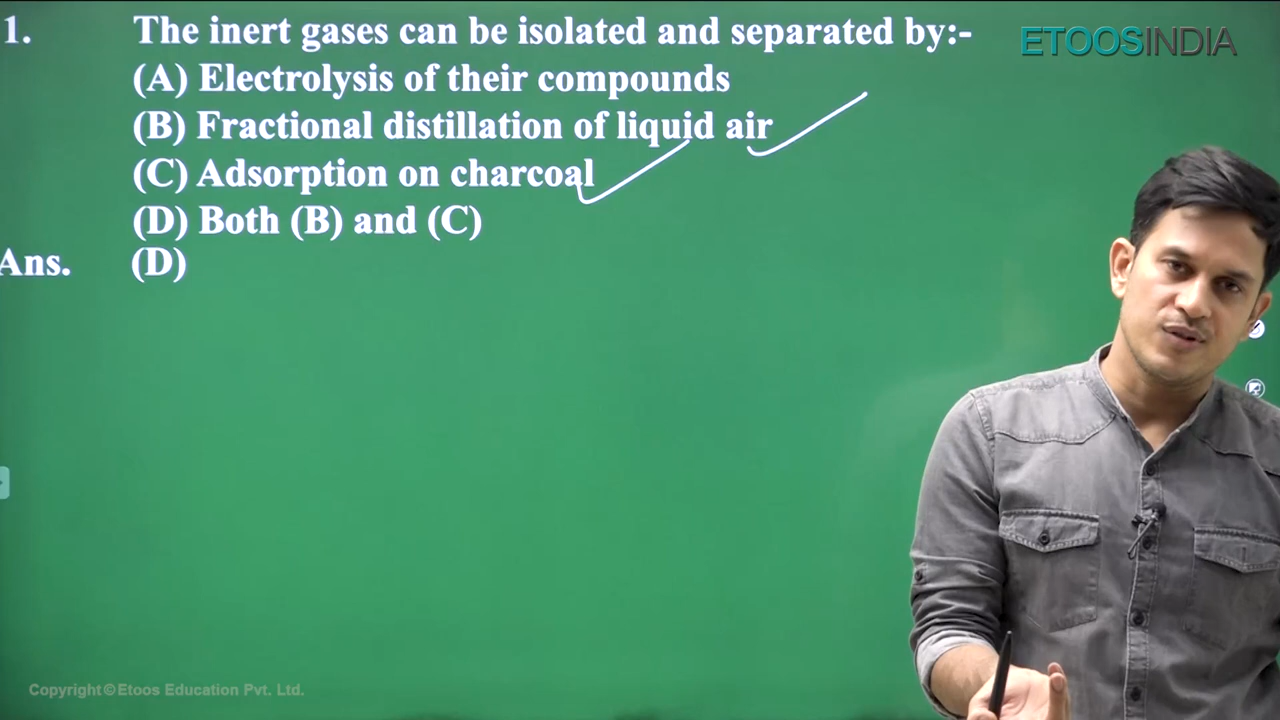 ETOOSINDIA
1. The inert gases can be isolated and separated by:-
(A) Electrolysis of their compounds
(B) Fractional distillation of liquid air
(C) Adsorption on charcoal
(D) Both (B) and (C)
Ans. (D)
Copyright © Etoos Education Pvt. Ltd.